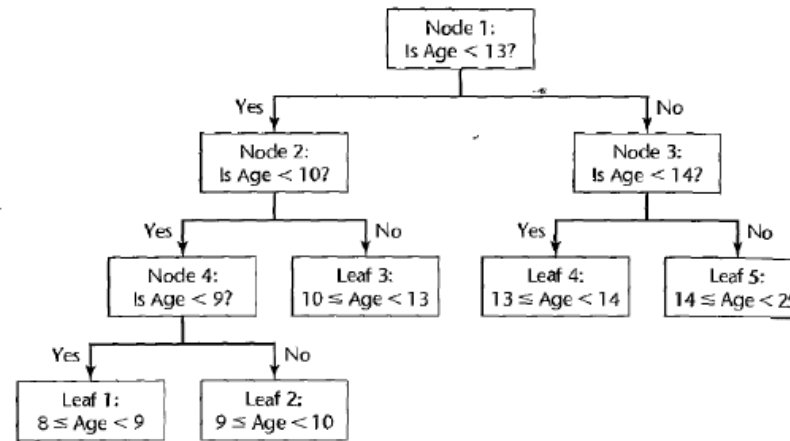 Node 1:
Is Age < 13?
Yes
No
Node 2:
Is Age < 10?
Node 3:
Is Age < 14?
Yes
No
Yes
No
Node 4:
Is Age < 9?
Leaf 3:
10 ≤ Age < 13
Leaf 4:
13 ≤ Age < 14
Leaf 5:
14 ≤ Age <
Yes
No
Leaf 1:
8 ≤ Age < 9
Leaf 2:
9 ≤ Age < 10